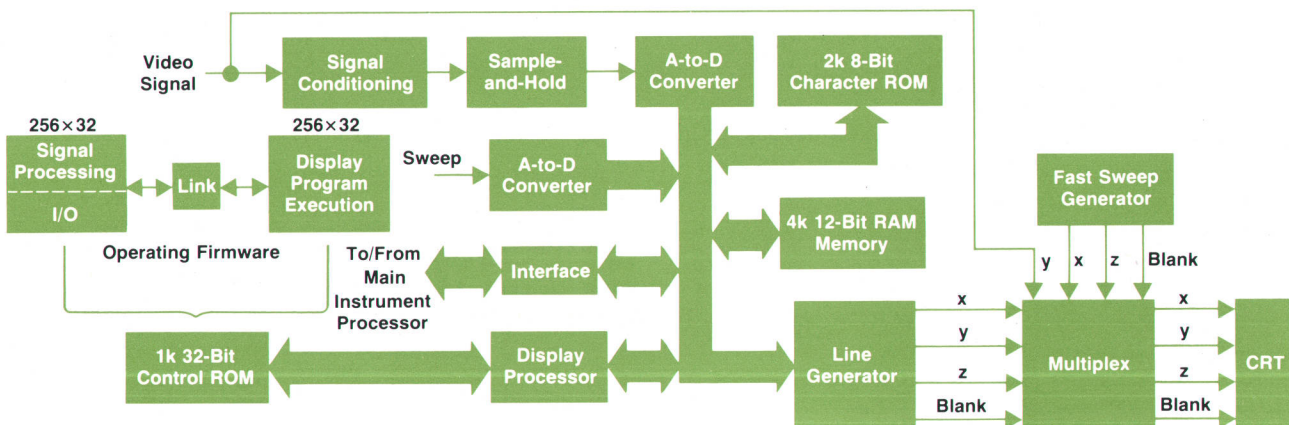 Video
Signal
Signal
Conditioning
Sample-
and-Hold
A-to-D
Converter
2k 8-Bit
Character ROM
256×32
Signal
Processing
I/O
Link
256×32
Display
Program
Execution
Operating Firmware
Sweep
A-to-D
Converter
4k 12-Bit RAM
Memory
Fast Sweep
Generator
y
x
z
Blank
To/From
Main
Instrument
Processor
Interface
1k 32-Bit
Control ROM
Display
Processor
Line
Generator
x
y
z
Blank
Multiplex
x
y
z
Blank
CRT